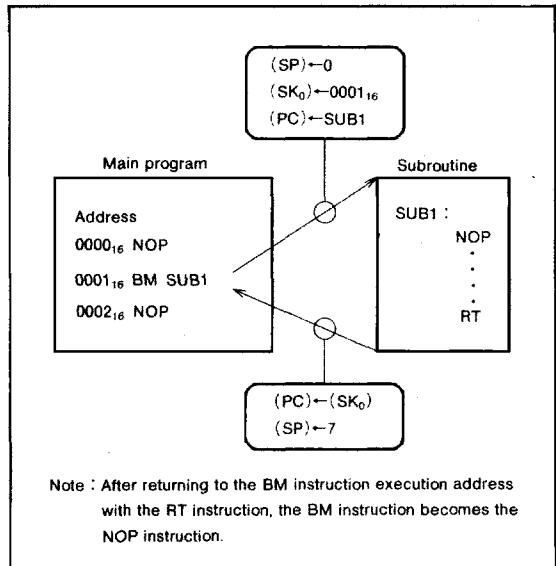 (SP)←0
(SK₀)←0001₁₆
(PC)←SUB1
Main program
Subroutine
Address
0000₁₆ NOP
0001₁₆ BM SUB1
0002₁₆ NOP
SUB1 :
NOP
·
·
·
·
RT
(PC)←(SK₀)
(SP)←7
Note : After returning to the BM instruction execution address
with the RT instruction, the BM instruction becomes the
NOP instruction.